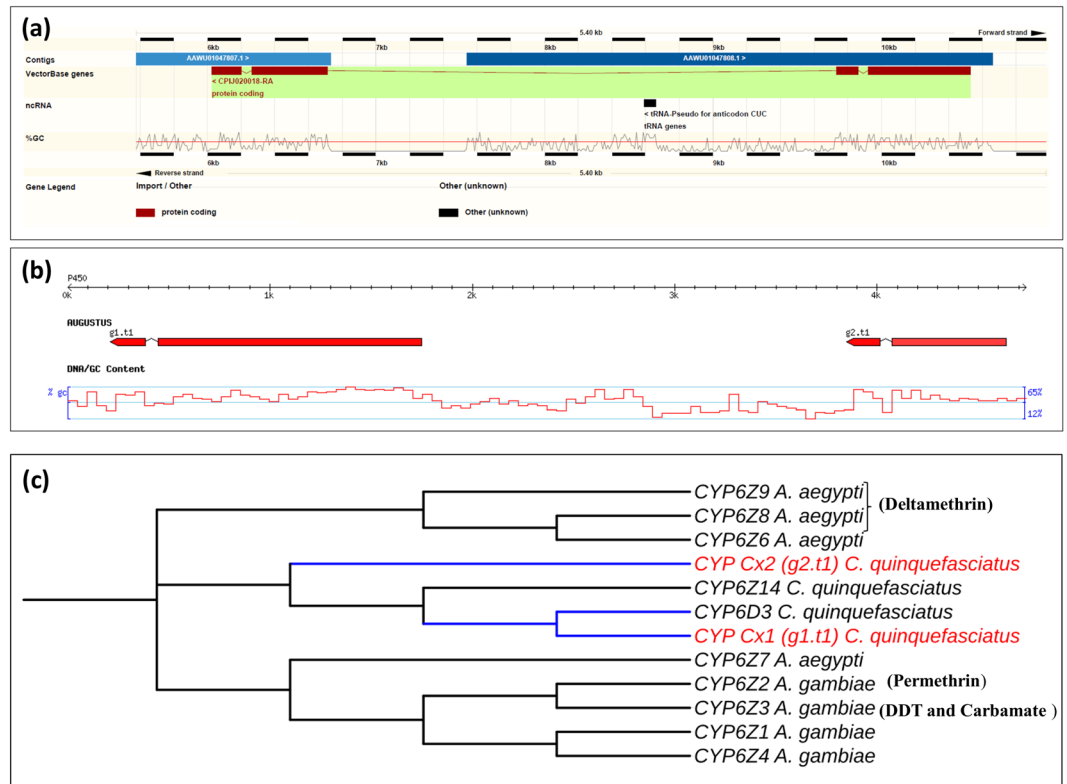 (a)
5.40 kb
Forward strand
6kb 7kb 8kb 9kb 10kb
Contigs
AAWU01047807.1 >
AAWU01047808.1 >
VectorBase genes
< CPIJ020018-RA
protein coding
ncRNA
< tRNA-Pseudo for anticodon CUC
tRNA genes
%GC
6kb 7kb 8kb 9kb 10kb
Reverse strand
5.40 kb
Gene Legend
Import / Other
Other (unknown)
protein coding
Other (unknown)
(b)
P450
0k 1k 2k 3k 4k
AUGUSTUS
g1.t1
g2.t1
DNA/GC Content
% gc
65%
12%
(c)
CYP6Z9 A. aegypti
(Deltamethrin)
CYP6Z8 A. aegypti
CYP6Z6 A. aegypti
CYP Cx2 (g2.t1) C. quinquefasciatus
CYP6Z14 C. quinquefasciatus
CYP6D3 C. quinquefasciatus
CYP Cx1 (g1.t1) C. quinquefasciatus
CYP6Z7 A. aegypti
CYP6Z2 A. gambiae (Permethrin)
CYP6Z3 A. gambiae (DDT and Carbamate )
CYP6Z1 A. gambiae
CYP6Z4 A. gambiae